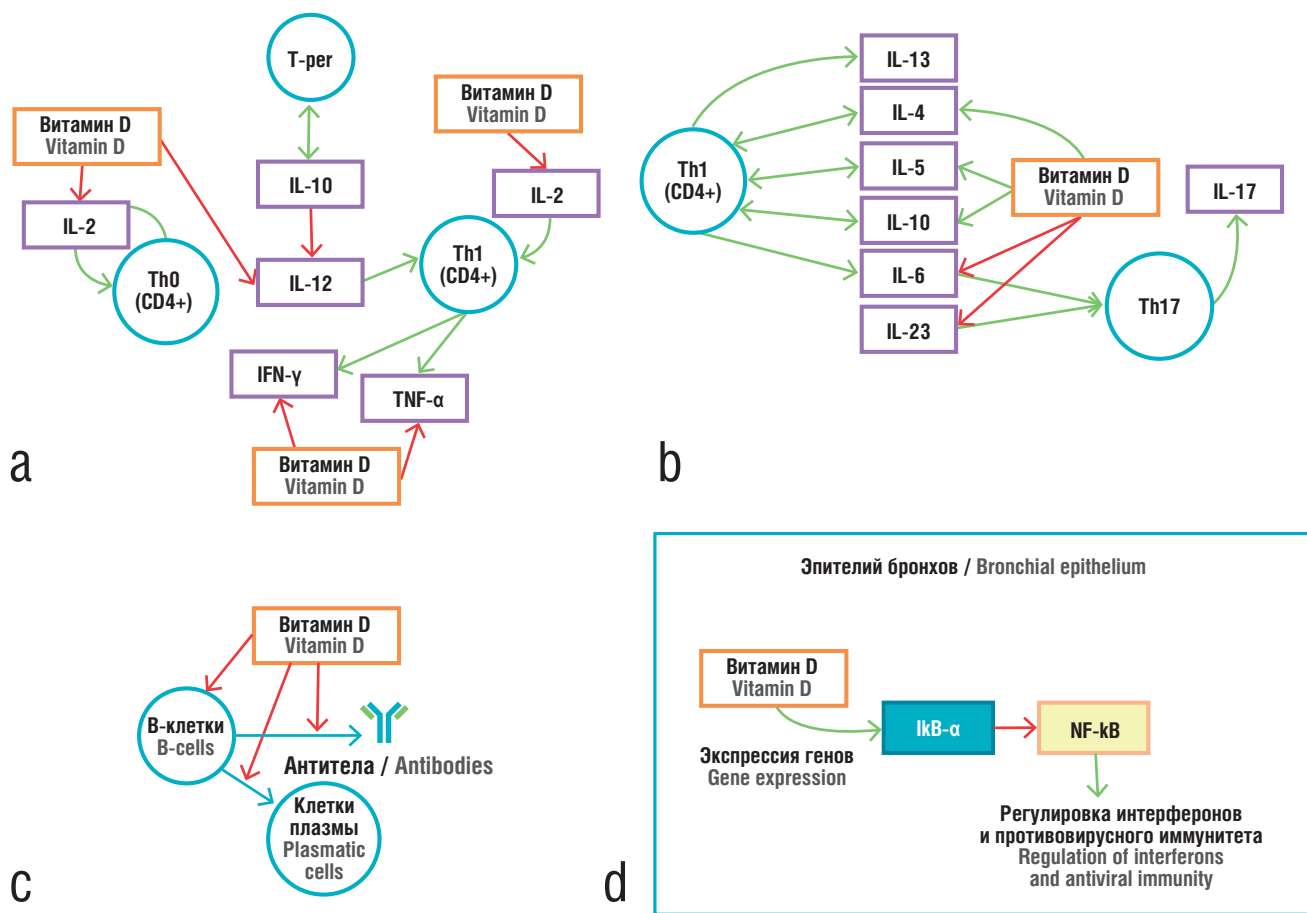 T-рег
Витамин D
Vitamin D
Витамин D
Vitamin D
IL-10
IL-2
IL-2
Th0
(CD4+)
IL-12
Th1
(CD4+)
IFN-γ
TNF-α
Витамин D
Vitamin D
a
IL-13
IL-4
Th1
(CD4+)
IL-5
Витамин D
Vitamin D
IL-17
IL-10
IL-6
Th17
IL-23
b
Витамин D
Vitamin D
В-клетки
B-cells
Антитела / Antibodies
Клетки
плазмы
Plasmatic
cells
c
Эпителий бронхов / Bronchial epithelium
Витамин D
Vitamin D
IkB-α
NF-kB
Экспрессия генов
Gene expression
Регулировка интерферонов
и противовирусного иммунитета
Regulation of interferons
and antiviral immunity
d